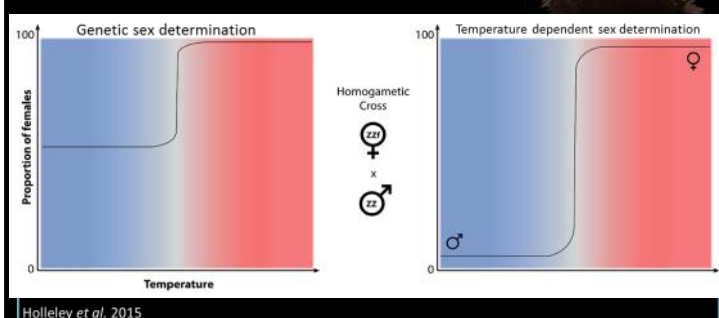 Genetic sex determination
100
Proportion of females
0
Temperature
Homogametic
Cross
ZZf
x
ZZ
Temperature dependent sex determination
100
0
Holleley et al. 2015